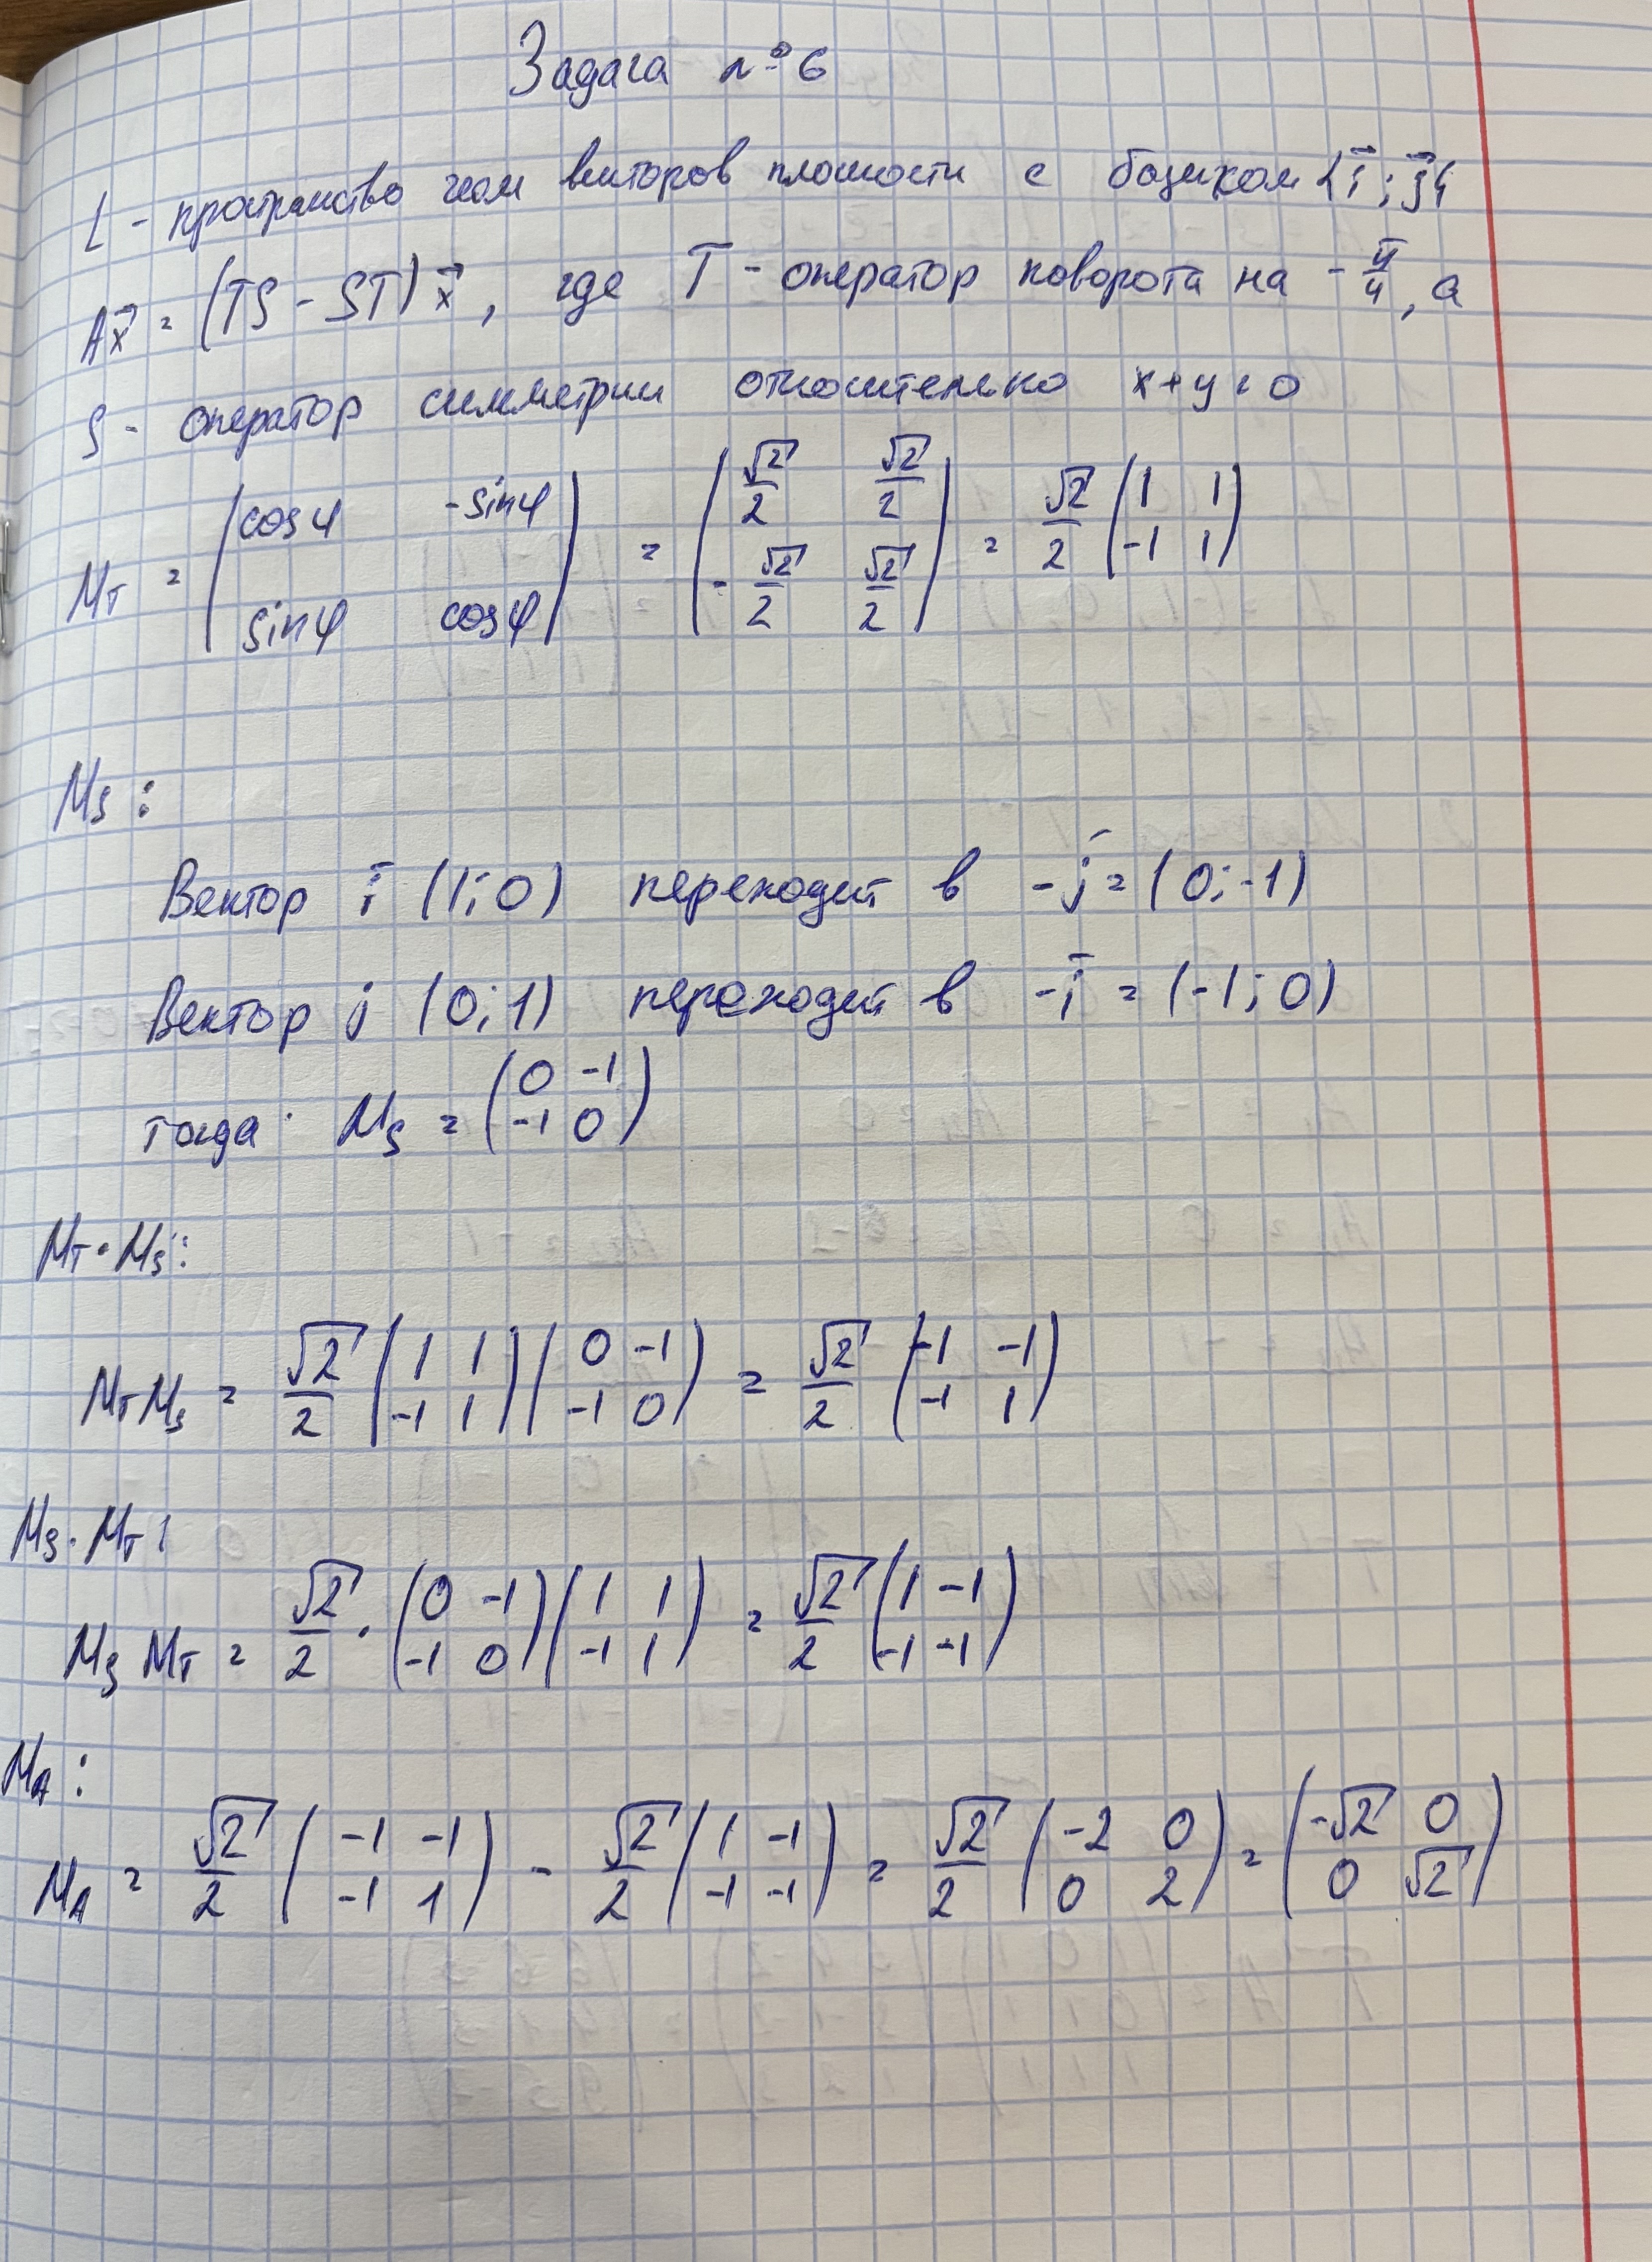 Задача №6
L - пространство геом векторов плоскости с базисом {i⃗; j⃗}
Ax⃗ = (TS - ST)x⃗, где T - оператор поворота на -π/4, а
S - оператор симметрии относительно x+y=0
M_T = (cosφ -sinφ; sinφ cosφ) = (√2/2 √2/2; -√2/2 √2/2) = √2/2 (1 1; -1 1)
M_S:
Вектор i (1;0) переходит в -j = (0;-1)
Вектор j (0;1) переходит в -i = (-1;0)
тогда M_S = (0 -1; -1 0)
M_T·M_S:
M_T M_S = √2/2 (1 1; -1 1)(0 -1; -1 0) = √2/2 (-1 -1; -1 1)
M_S·M_T:
M_S M_T = √2/2 · (0 -1; -1 0)(1 1; -1 1) = √2/2 (1 -1; -1 -1)
M_A:
M_A = √2/2 (-1 -1; -1 1) - √2/2 (1 -1; -1 -1) = √2/2 (-2 0; 0 2) = (-√2 0; 0 √2)